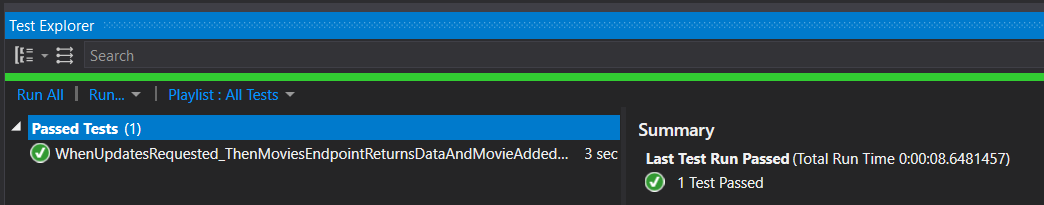 Test Explorer
Search
Run All | Run... | Playlist : All Tests
Passed Tests (1)
WhenUpdatesRequested_ThenMoviesEndpointReturnsDataAndMovieAdded... 3 sec
Summary
Last Test Run Passed (Total Run Time 0:00:08.6481457)
1 Test Passed